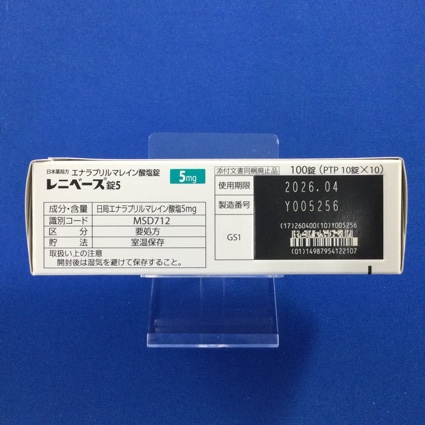 日本薬局方 エナラプリルマレイン酸塩錠
レニベース®錠5
5mg
成分・含量 日局エナラプリルマレイン酸塩5mg
識別コード MSD712
区分 要処方
貯法 室温保存
取扱い上の注意
開封後は湿気を避けて保存すること。
添付文書同梱廃止品
100錠(PTP 10錠×10)
使用期限 2026.04
製造番号 Y005256
GS1
(17)260400(10)Y005256
(01)14987954122107